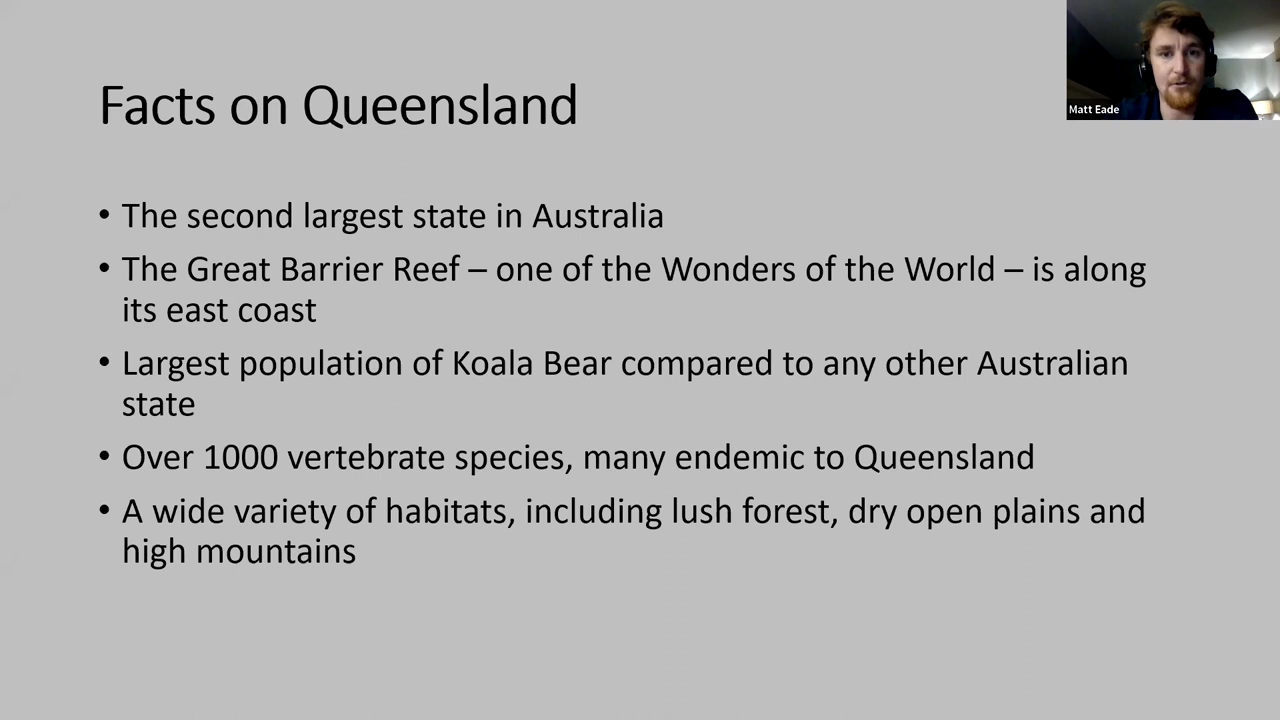 Facts on Queensland
Matt Eade
• The second largest state in Australia
• The Great Barrier Reef – one of the Wonders of the World – is along
its east coast
• Largest population of Koala Bear compared to any other Australian
state
• Over 1000 vertebrate species, many endemic to Queensland
• A wide variety of habitats, including lush forest, dry open plains and
high mountains